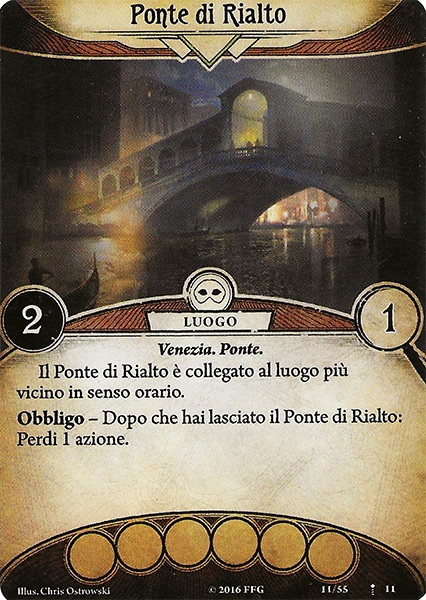 Ponte di Rialto
2
LUOGO
1
Venezia. Ponte.
Il Ponte di Rialto è collegato al luogo più
vicino in senso orario.
Obbligo – Dopo che hai lasciato il Ponte di Rialto:
Perdi 1 azione.
Illus. Chris Ostrowski © 2016 FFG 11/55 11